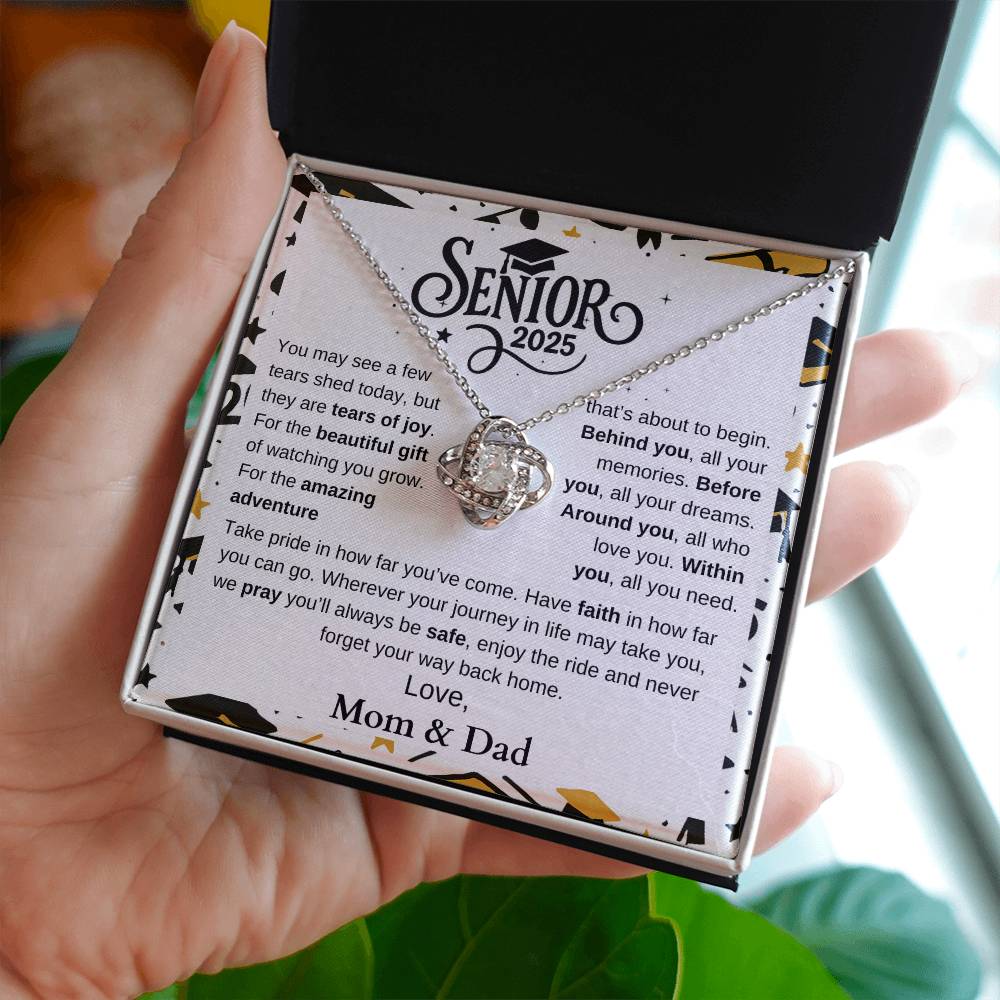 SENIOR
2025
You may see a few
tears shed today, but
they are tears of joy.
For the beautiful gift
of watching you grow.
For the amazing
adventure
that's about to begin.
Behind you, all your
memories. Before
you, all your dreams.
Around you, all who
love you. Within
you, all you need.
Take pride in how far you've come. Have faith in how far
you can go. Wherever your journey in life may take you,
we pray you'll always be safe, enjoy the ride and never
forget your way back home.
Love,
Mom & Dad